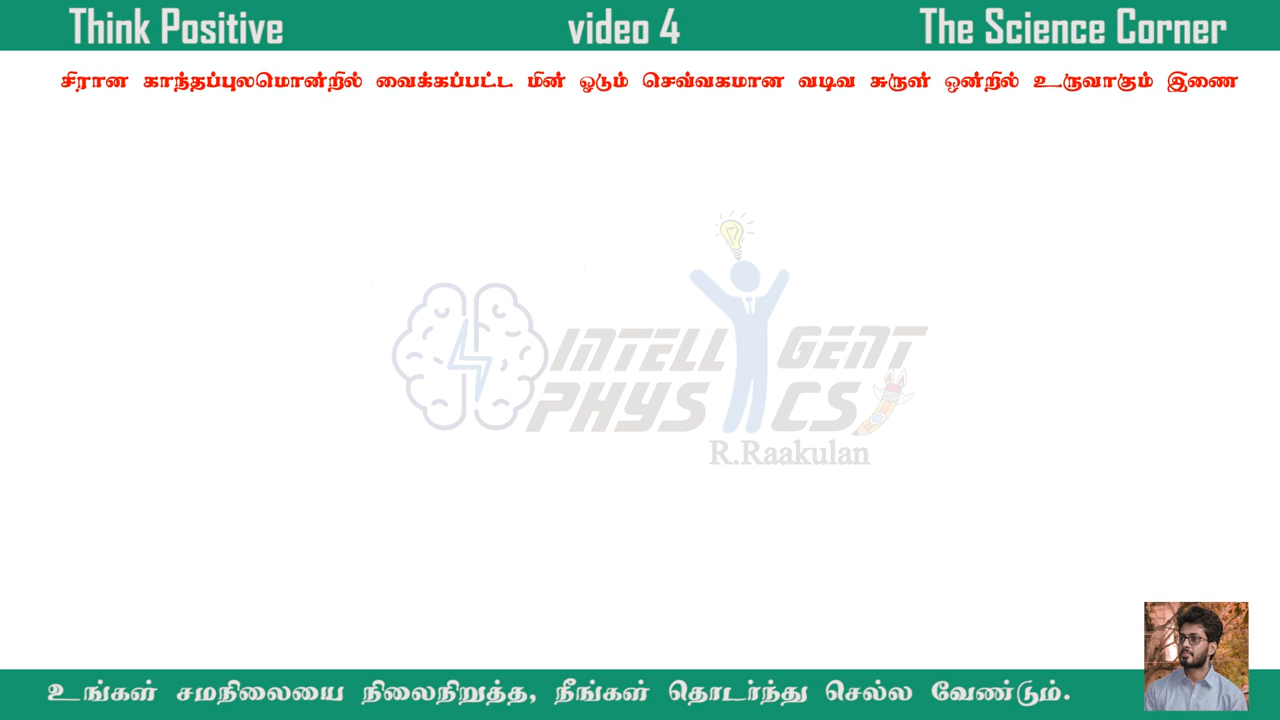 Think Positive video 4 The Science Corner
சிரான காந்தப்புலமொன்றில் வைக்கப்பட்ட மின் ஓடும் செவ்வகமான வடிவ சுருள் ஒன்றில் உருவாகும் இணை
INTELLIGENT
PHYSICS
R.Raakulan
உங்கள் சமநிலையை நிலைநிறுத்த, நீங்கள் தொடர்ந்து செல்ல வேண்டும்.